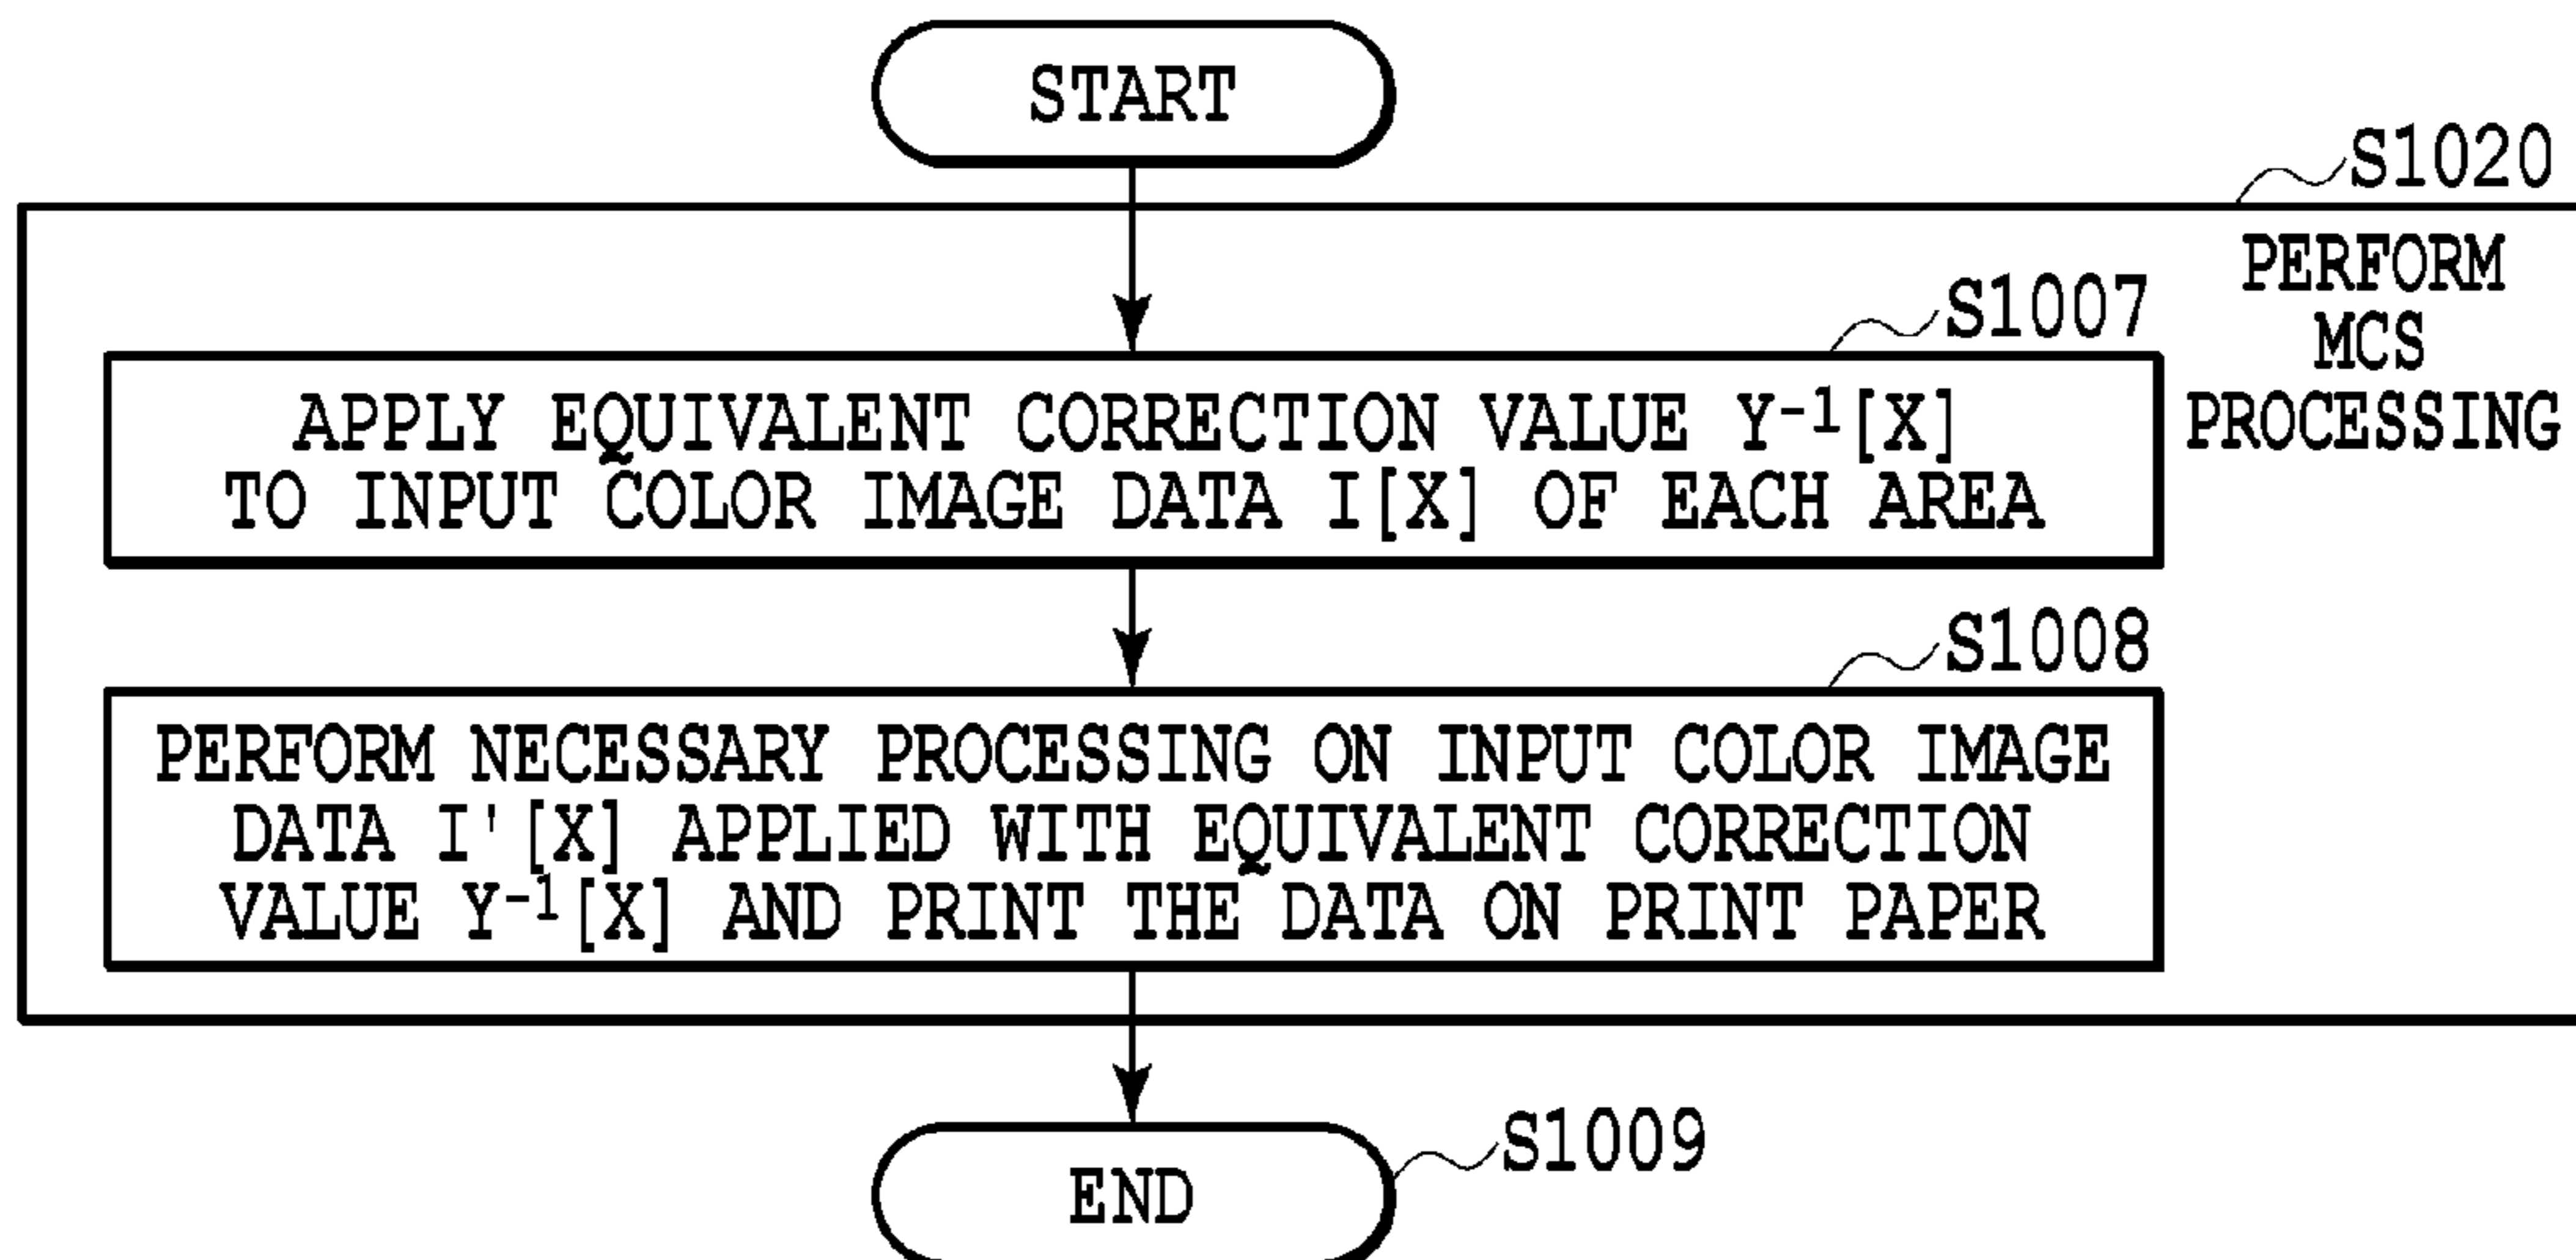 START
S1020
PERFORM
MCS
PROCESSING
S1007
APPLY EQUIVALENT CORRECTION VALUE Y⁻¹[X]
TO INPUT COLOR IMAGE DATA I[X] OF EACH AREA
S1008
PERFORM NECESSARY PROCESSING ON INPUT COLOR IMAGE
DATA I'[X] APPLIED WITH EQUIVALENT CORRECTION
VALUE Y⁻¹[X] AND PRINT THE DATA ON PRINT PAPER
END
S1009